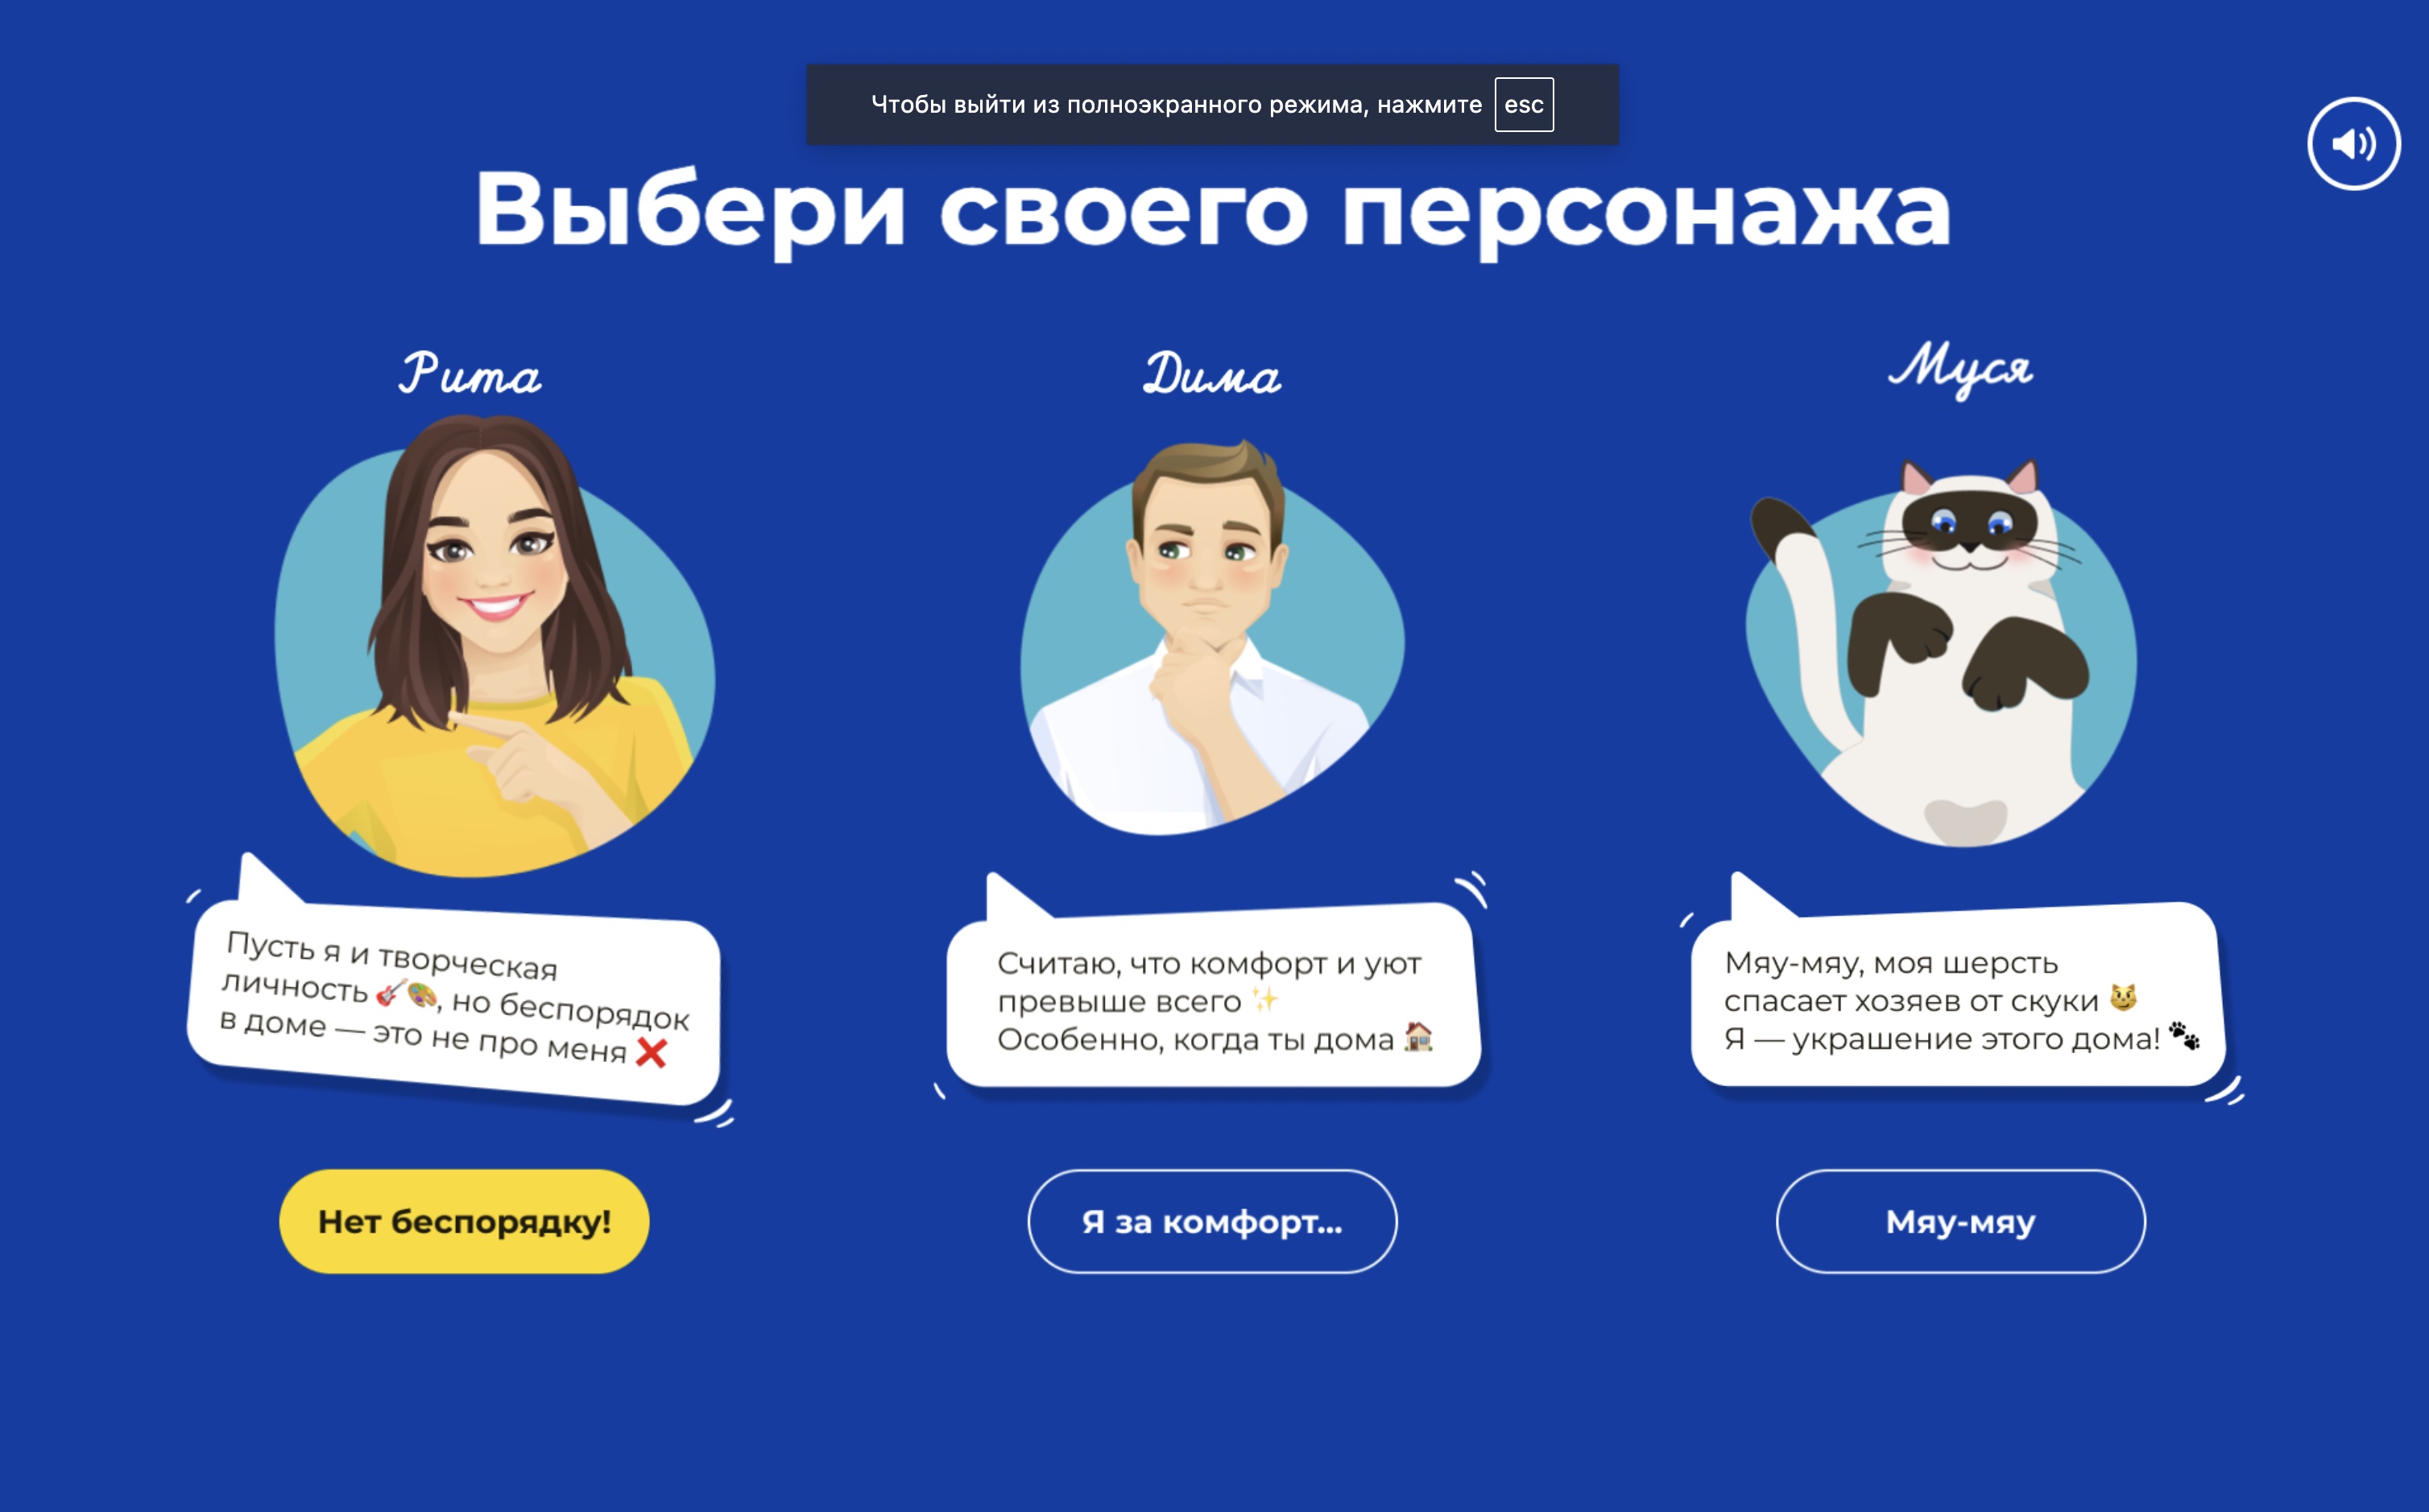 Чтобы выйти из полноэкранного режима, нажмите esc
Выбери своего персонажа
Рита
Дима
Муся
Пусть я и творческая
личность 🎸🎨, но беспорядок
в доме — это не про меня ❌
Считаю, что комфорт и уют
превыше всего ✨
Особенно, когда ты дома 🏠
Мяу-мяу, моя шерсть
спасает хозяев от скуки 😼
Я — украшение этого дома! 🐾
Нет беспорядку!
Я за комфорт...
Мяу-мяу